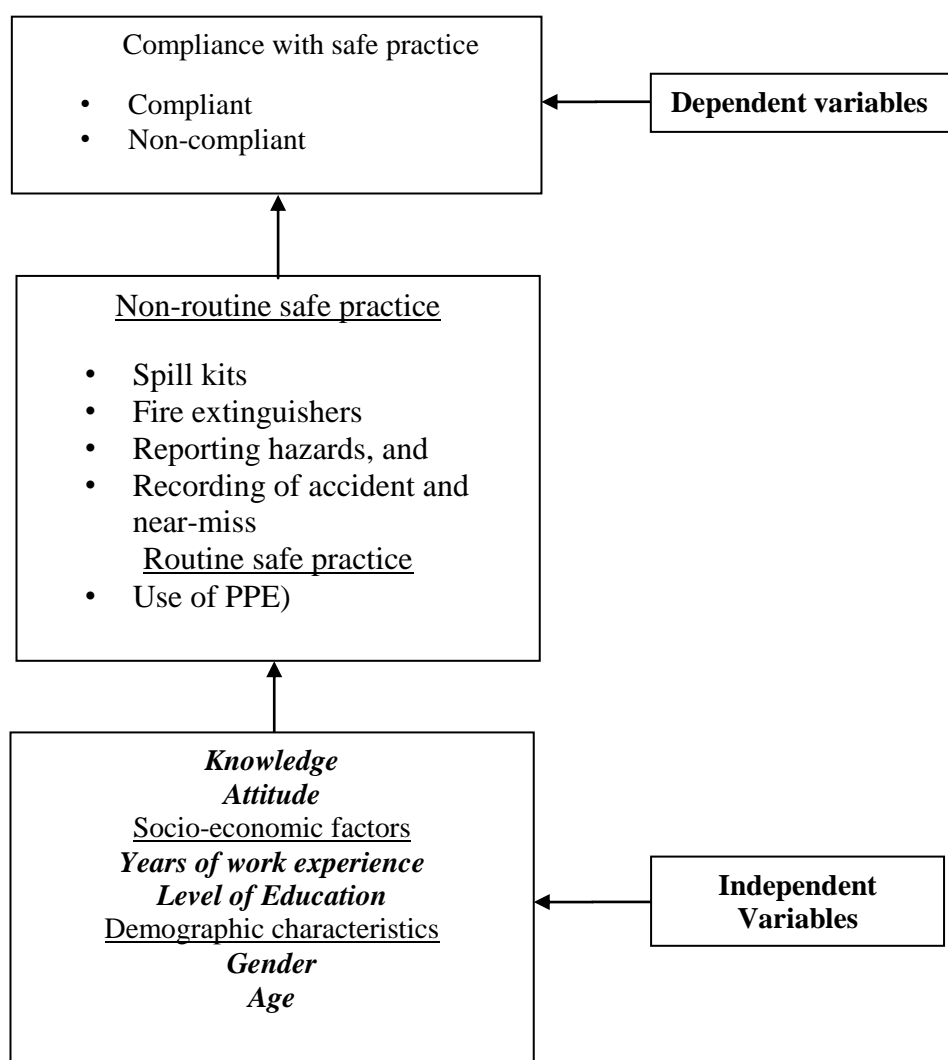 Compliance with safe practice
• Compliant
• Non-compliant
Dependent variables
Non-routine safe practice
• Spill kits
• Fire extinguishers
• Reporting hazards, and
• Recording of accident and
near-miss
Routine safe practice
• Use of PPE)
Knowledge
Attitude
Socio-economic factors
Years of work experience
Level of Education
Demographic characteristics
Gender
Age
Independent
Variables